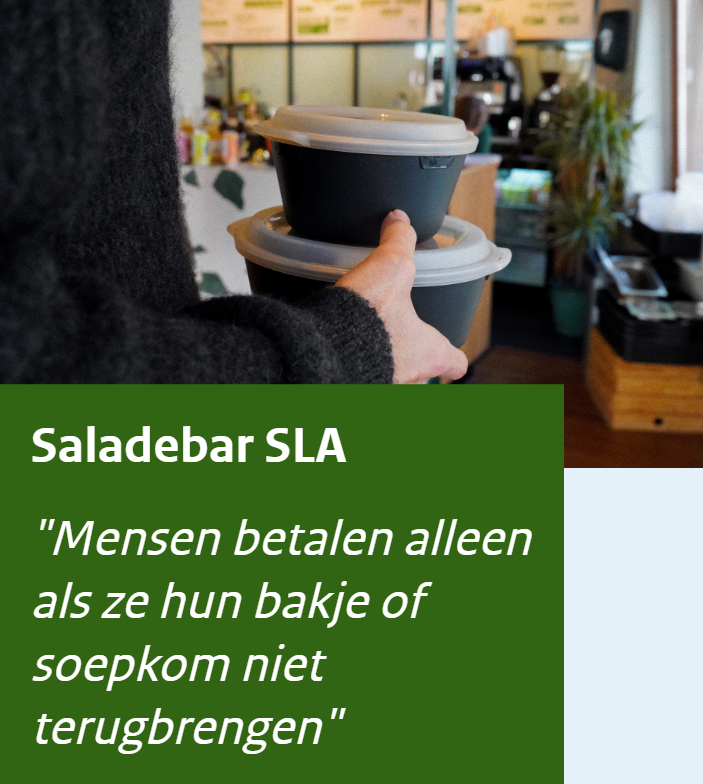 Saladebar SLA
"Mensen betalen alleen
als ze hun bakje of
soepkom niet
terugbrengen"